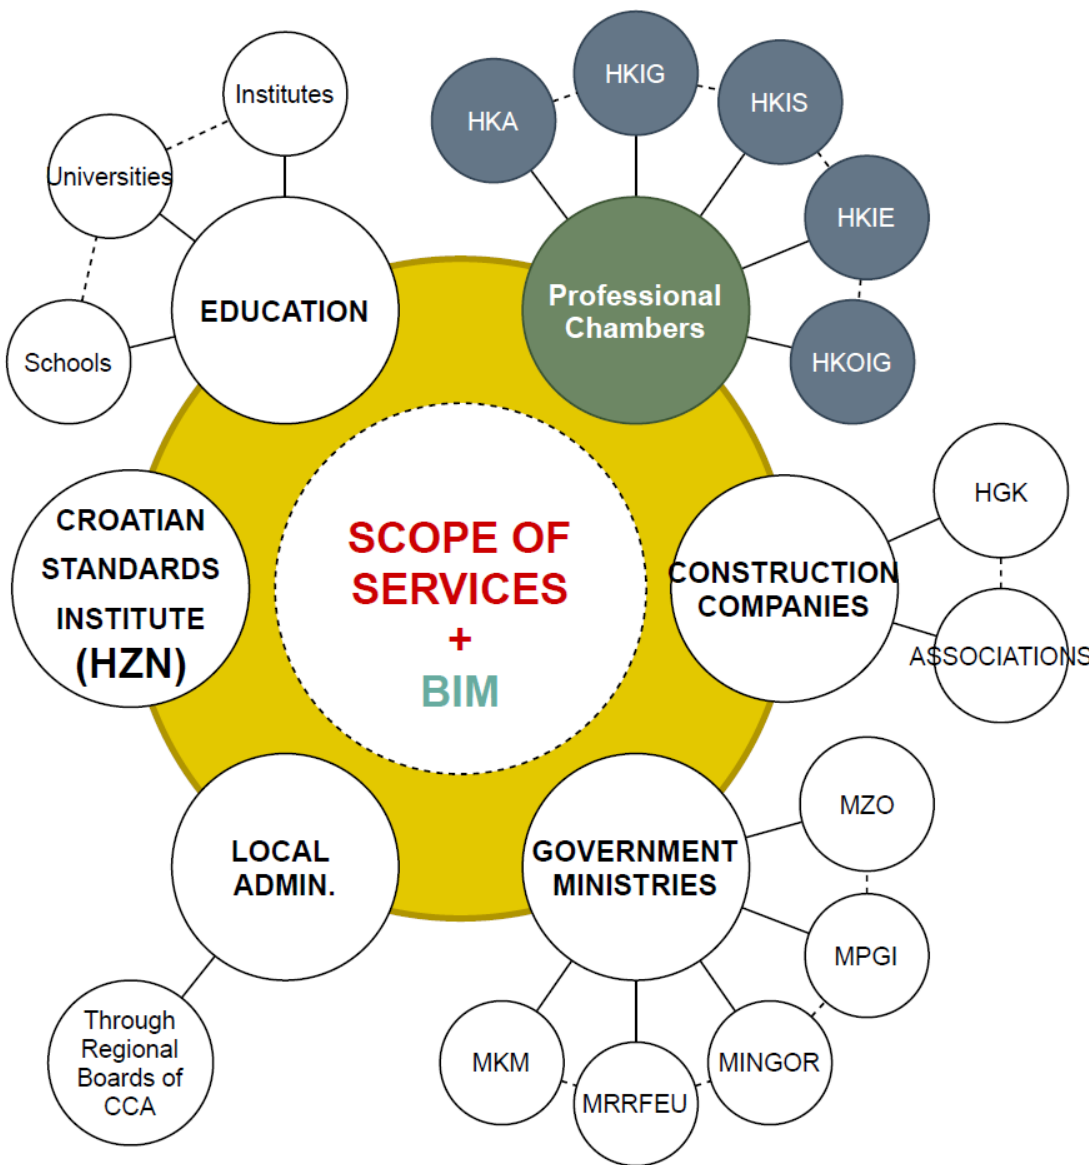 Institutes
Universities
Schools
EDUCATION
HKA
HKIG
HKIS
HKIE
HKOIG
Professional
Chambers
CROATIAN
STANDARDS
INSTITUTE
(HZN)
SCOPE OF
SERVICES
+
BIM
CONSTRUCTION
COMPANIES
HGK
ASSOCIATIONS
LOCAL
ADMIN.
Through
Regional
Boards of
CCA
GOVERNMENT
MINISTRIES
MZO
MPGI
MINGOR
MRRFEU
MKM